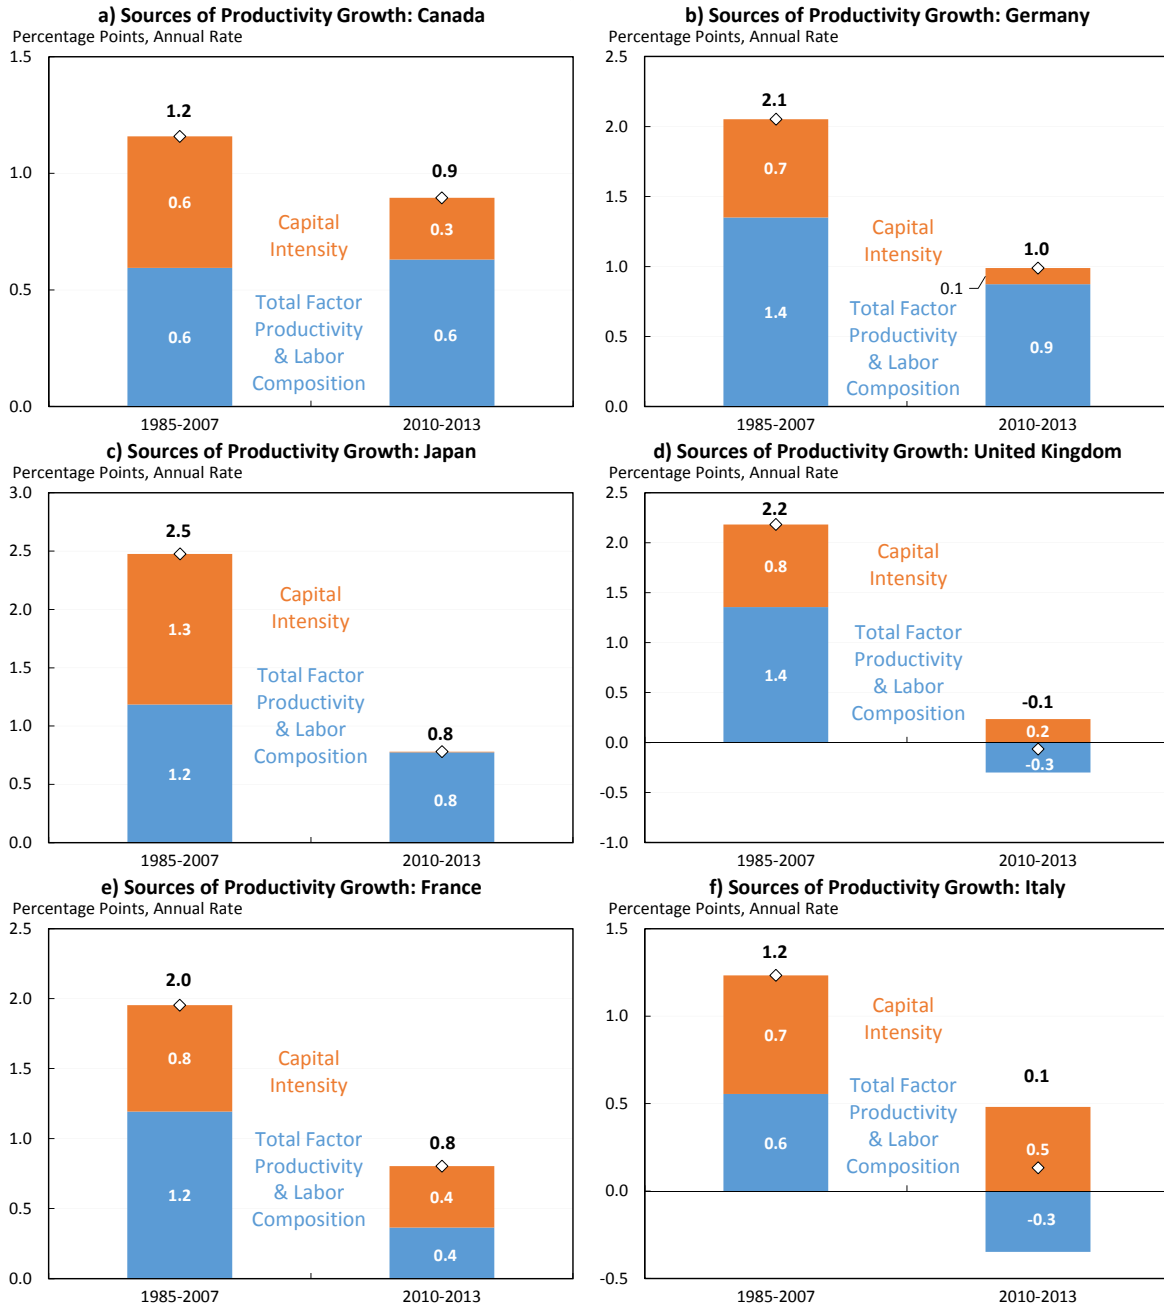 a) Sources of Productivity Growth: Canada
Percentage Points, Annual Rate
1.5
1.0
0.5
0.0
1.2
0.6
0.6
Capital
Intensity
Total Factor
Productivity
& Labor
Composition
0.9
0.3
0.6
1985-2007
2010-2013
b) Sources of Productivity Growth: Germany
Percentage Points, Annual Rate
2.5
2.0
1.5
1.0
0.5
0.0
2.1
0.7
1.4
Capital
Intensity
Total Factor
Productivity
& Labor
Composition
1.0
0.1
0.9
1985-2007
2010-2013
c) Sources of Productivity Growth: Japan
Percentage Points, Annual Rate
3.0
2.5
2.0
1.5
1.0
0.5
0.0
2.5
1.3
1.2
Capital
Intensity
Total Factor
Productivity
& Labor
Composition
0.8
0.8
1985-2007
2010-2013
d) Sources of Productivity Growth: United Kingdom
Percentage Points, Annual Rate
2.5
2.0
1.5
1.0
0.5
0.0
-0.5
-1.0
2.2
0.8
1.4
Capital
Intensity
Total Factor
Productivity
& Labor
Composition
-0.1
0.2
-0.3
1985-2007
2010-2013
e) Sources of Productivity Growth: France
Percentage Points, Annual Rate
2.5
2.0
1.5
1.0
0.5
0.0
2.0
0.8
1.2
Capital
Intensity
Total Factor
Productivity
& Labor
Composition
0.8
0.4
0.4
1985-2007
2010-2013
f) Sources of Productivity Growth: Italy
Percentage Points, Annual Rate
1.5
1.0
0.5
0.0
-0.5
1.2
0.7
0.6
Capital
Intensity
Total Factor
Productivity
& Labor
Composition
0.1
0.5
-0.3
1985-2007
2010-2013